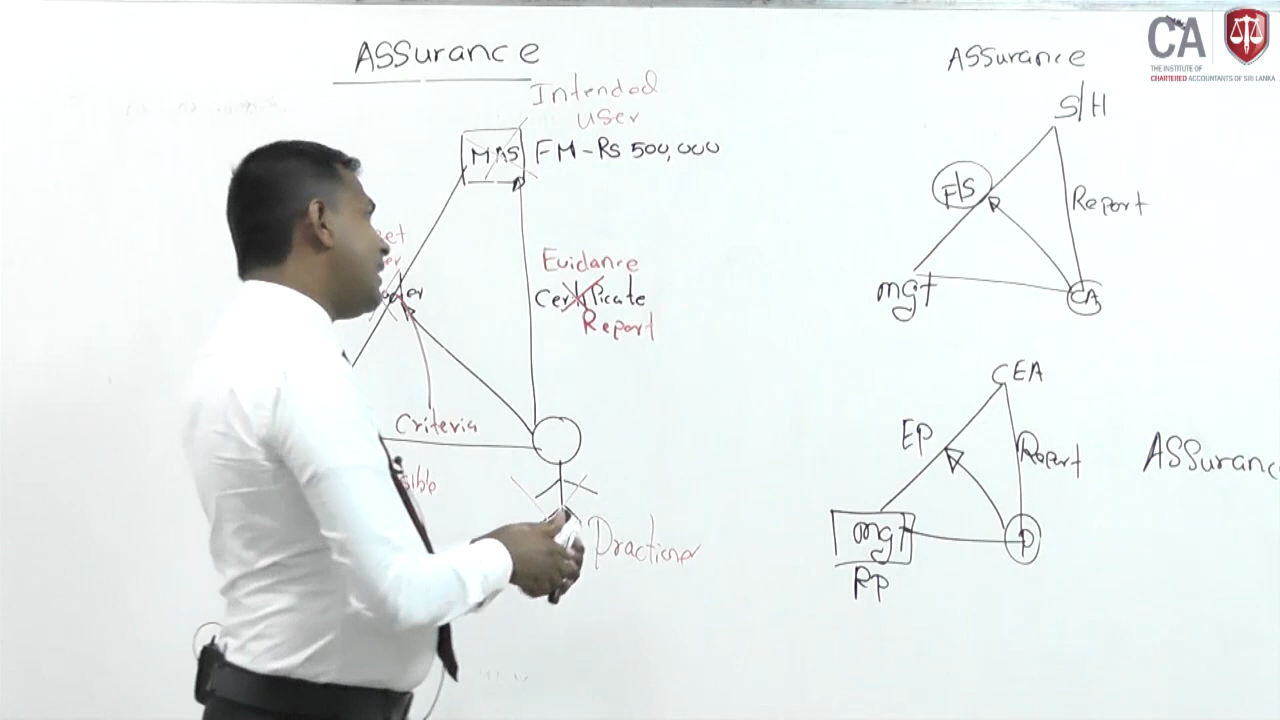 ASSurance
Intended
user
MAS FM - RS 500,000
Evidance
Certificate
Report
Criteria
Practioner
ASSurance
S/H
F/S
Report
mgt
CA
CEA
EP
Report
ASSuranc
mgt
P
RP
CA
THE INSTITUTE OF
CHARTERED ACCOUNTANTS OF SRI LANKA